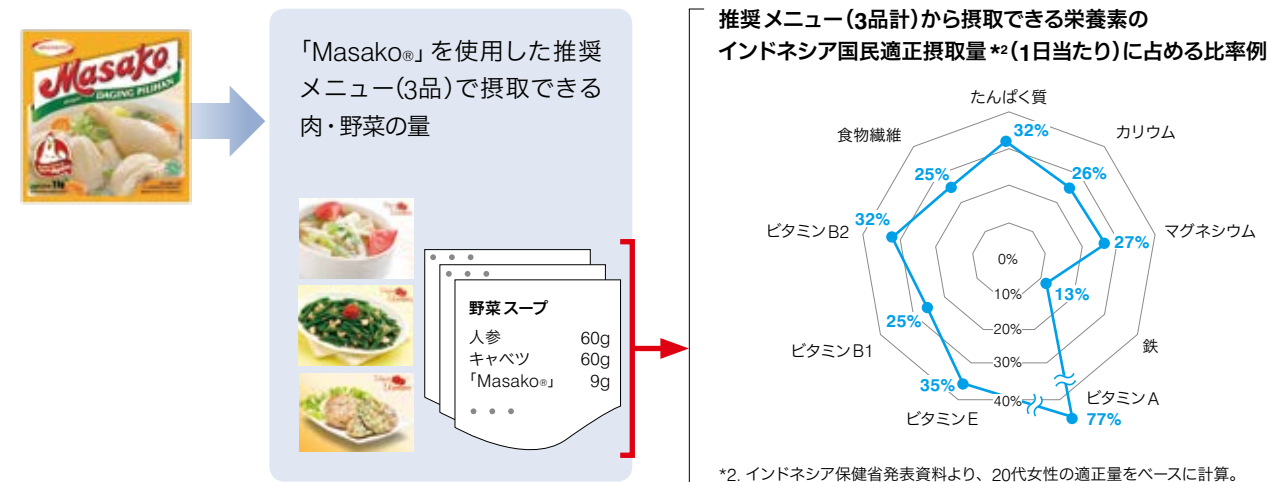 Masako
DAGING PILIHAN
「Masako®」を使用した推奨
メニュー（3品）で摂取できる
肉・野菜の量
野菜スープ
人参 60g
キャベツ 60g
「Masako®」 9g
推奨メニュー（3品計）から摂取できる栄養素の
インドネシア国民適正摂取量*2（1日当たり）に占める比率例
たんぱく質
32%
カリウム
26%
マグネシウム
27%
鉄
13%
ビタミンA
77%
ビタミンE
35%
ビタミンB1
25%
ビタミンB2
32%
食物繊維
25%
0%
10%
20%
30%
40%
*2. インドネシア保健省発表資料より、20代女性の適正量をベースに計算。